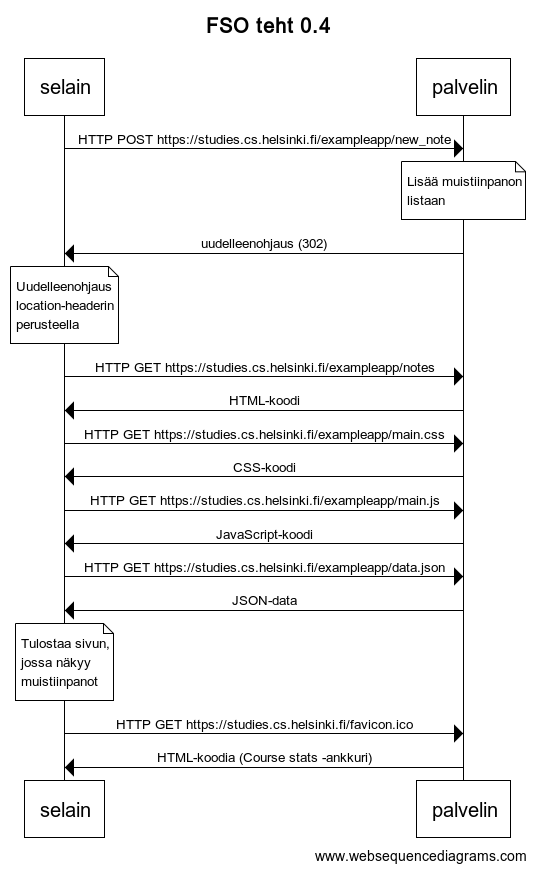 FSO teht 0.4
selain
palvelin
HTTP POST https://studies.cs.helsinki.fi/exampleapp/new_note
Lisää muistiinpanon
listaan
uudelleenohjaus (302)
Uudelleenohjaus
location-headerin
perusteella
HTTP GET https://studies.cs.helsinki.fi/exampleapp/notes
HTML-koodi
HTTP GET https://studies.cs.helsinki.fi/exampleapp/main.css
CSS-koodi
HTTP GET https://studies.cs.helsinki.fi/exampleapp/main.js
JavaScript-koodi
HTTP GET https://studies.cs.helsinki.fi/exampleapp/data.json
JSON-data
Tulostaa sivun,
jossa näkyy
muistiinpanot
HTTP GET https://studies.cs.helsinki.fi/favicon.ico
HTML-koodia (Course stats -ankkuri)
selain
palvelin
www.websequencediagrams.com